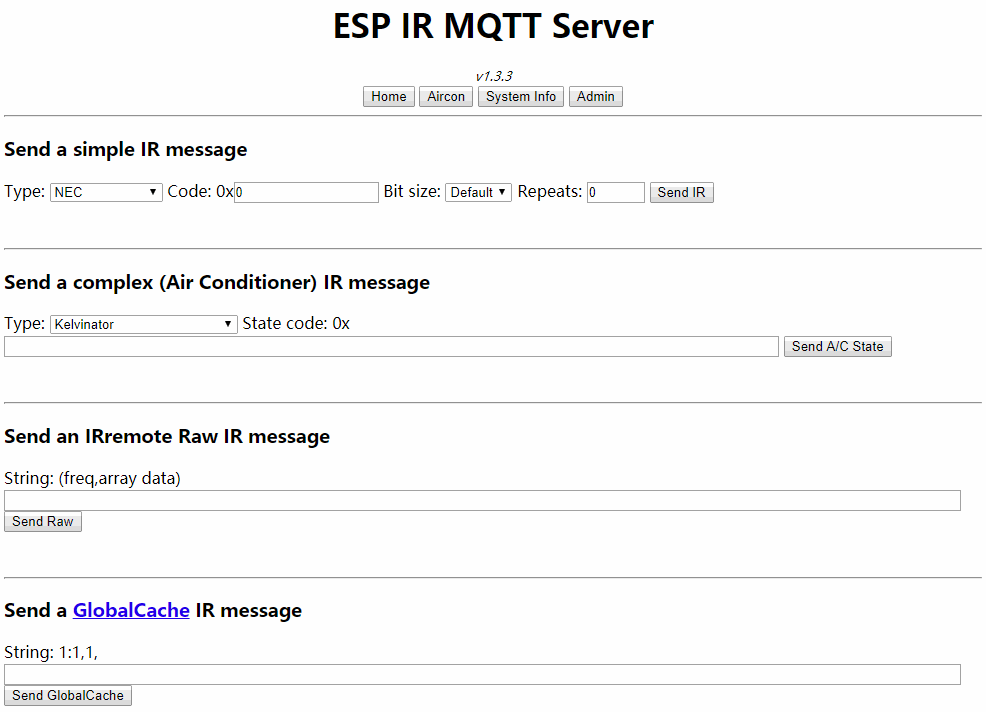 ESP IR MQTT Server
v1.3.3
Home Aircon System Info Admin
Send a simple IR message
Type: NEC Code: 0x0 Bit size: Default Repeats: 0 Send IR
Send a complex (Air Conditioner) IR message
Type: Kelvinator State code: 0x
Send A/C State
Send an IRremote Raw IR message
String: (freq,array data)
Send Raw
Send a GlobalCache IR message
String: 1:1,1,
Send GlobalCache